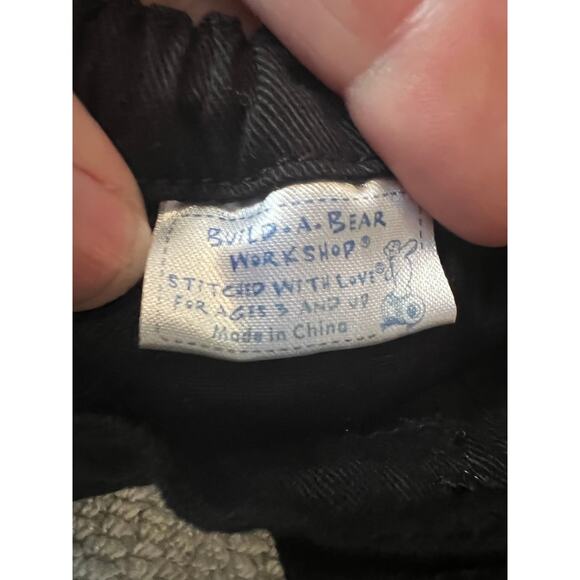 BUILD-A-BEAR
WORKSHOP®
STITCHED WITH LOVE®
FOR AGES 3 AND UP
Made in China